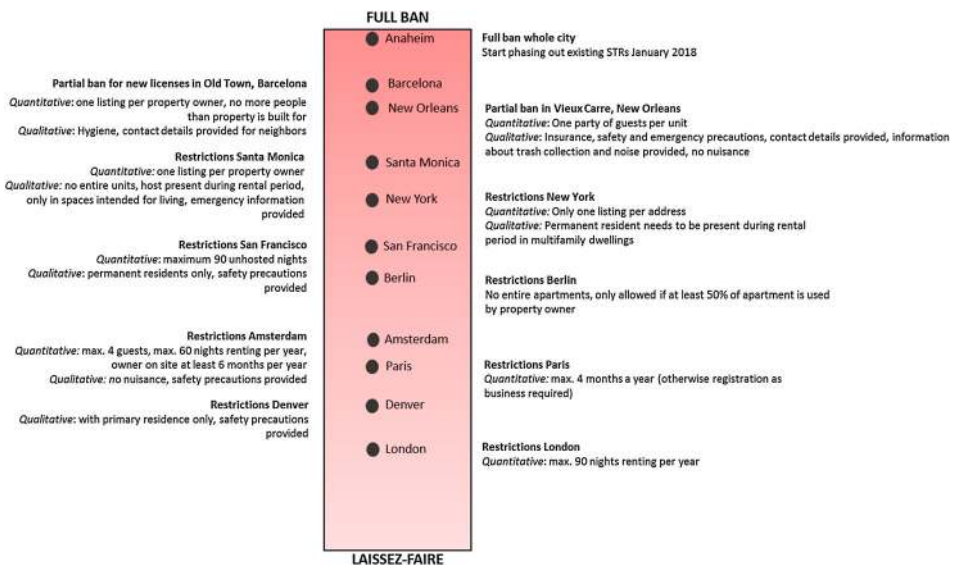 FULL BAN
Anaheim
Full ban whole city
Start phasing out existing STRs January 2018
Partial ban for new licenses in Old Town, Barcelona
Quantitative: one listing per property owner, no more people
than property is built for
Qualitative: Hygiene, contact details provided for neighbors
Barcelona
New Orleans
Partial ban in Vieux Carre, New Orleans
Quantitative: One party of guests per unit
Qualitative: Insurance, safety and emergency precautions, contact details provided, information
about trash collection and noise provided, no nuisance
Restrictions Santa Monica
Quantitative: one listing per property owner
Qualitative: no entire units, host present during rental period,
only in spaces intended for living, emergency information
provided
Santa Monica
New York
Restrictions New York
Quantitative: Only one listing per address
Qualitative: Permanent resident needs to be present during rental
period in multifamily dwellings
Restrictions San Francisco
Quantitative: maximum 90 unhosted nights
Qualitative: permanent residents only, safety precautions
provided
San Francisco
Berlin
Restrictions Berlin
No entire apartments, only allowed if at least 50% of apartment is used
by property owner
Restrictions Amsterdam
Quantitative: max. 4 guests, max. 60 nights renting per year,
owner on site at least 6 months per year
Qualitative: no nuisance, safety precautions provided
Amsterdam
Paris
Restrictions Paris
Quantitative: max. 4 months a year (otherwise registration as
business required)
Restrictions Denver
Qualitative: with primary residence only, safety precautions
provided
Denver
London
Restrictions London
Quantitative: max. 90 nights renting per year
LAISSEZ-FAIRE